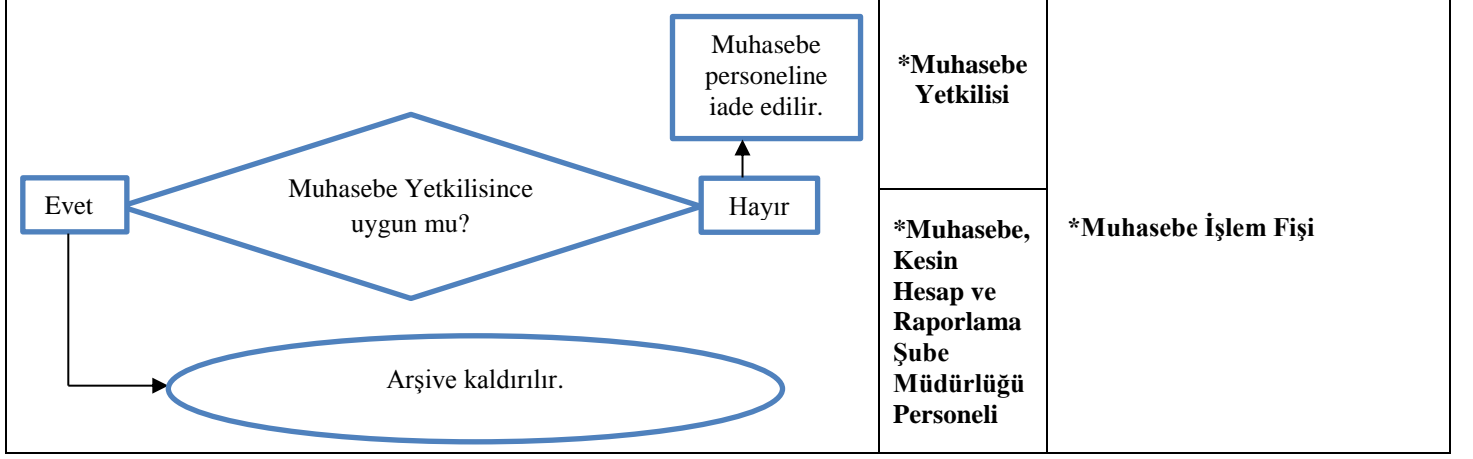 Muhasebe
personeline
iade edilir.
Evet
Muhasebe Yetkilisince
uygun mu?
Hayır
Arşive kaldırılır.
*Muhasebe
Yetkilisi
*Muhasebe,
Kesin
Hesap ve
Raporlama
Şube
Müdürlüğü
Personeli
*Muhasebe İşlem Fişi